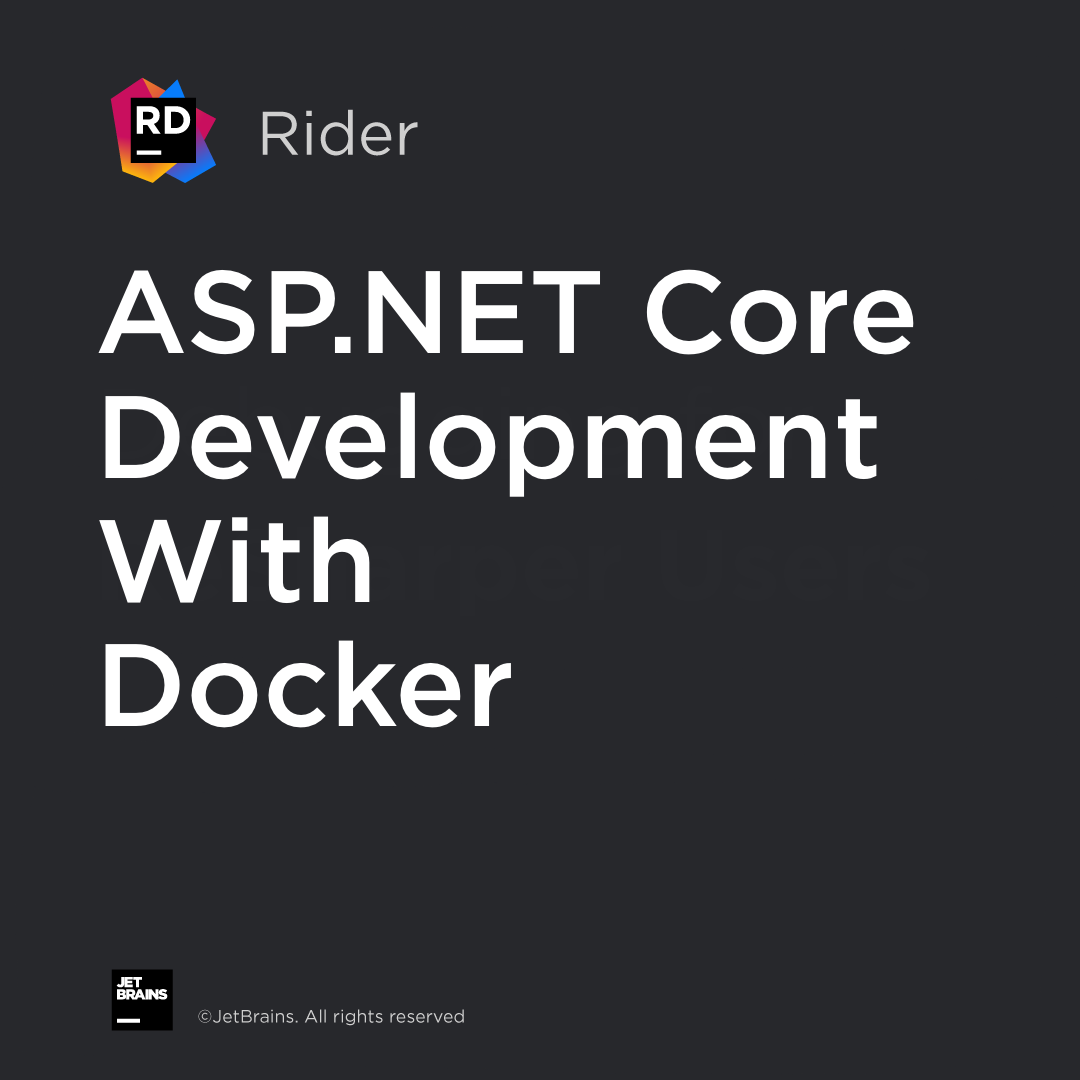 RD
Rider
ASP.NET Core
Development
With
Docker
JET
BRAINS
©JetBrains. All rights reserved